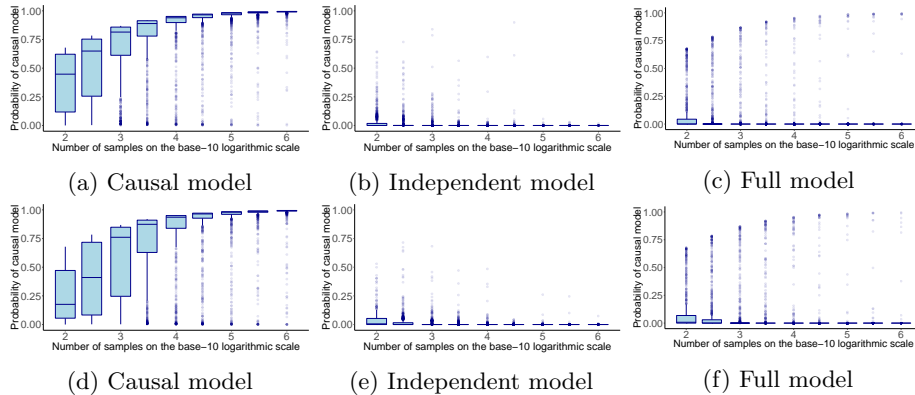 Probability of causal model
1.00
0.75
0.50
0.25
0.00
2 3 4 5 6
Number of samples on the base−10 logarithmic scale
(a) Causal model
Probability of causal model
1.00
0.75
0.50
0.25
0.00
2 3 4 5 6
Number of samples on the base−10 logarithmic scale
(b) Independent model
Probability of causal model
1.00
0.75
0.50
0.25
0.00
2 3 4 5 6
Number of samples on the base−10 logarithmic scale
(c) Full model
Probability of causal model
1.00
0.75
0.50
0.25
0.00
2 3 4 5 6
Number of samples on the base−10 logarithmic scale
(d) Causal model
Probability of causal model
1.00
0.75
0.50
0.25
0.00
2 3 4 5 6
Number of samples on the base−10 logarithmic scale
(e) Independent model
Probability of causal model
1.00
0.75
0.50
0.25
0.00
2 3 4 5 6
Number of samples on the base−10 logarithmic scale
(f) Full model